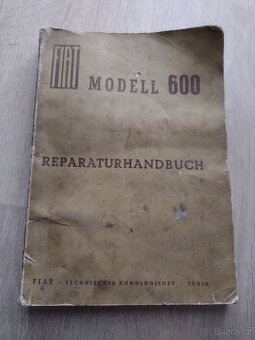 FIAT
MODELL 600
REPARATURHANDBUCH
FIAT - TECHNISCHER KUNDENDIENST - TURIN